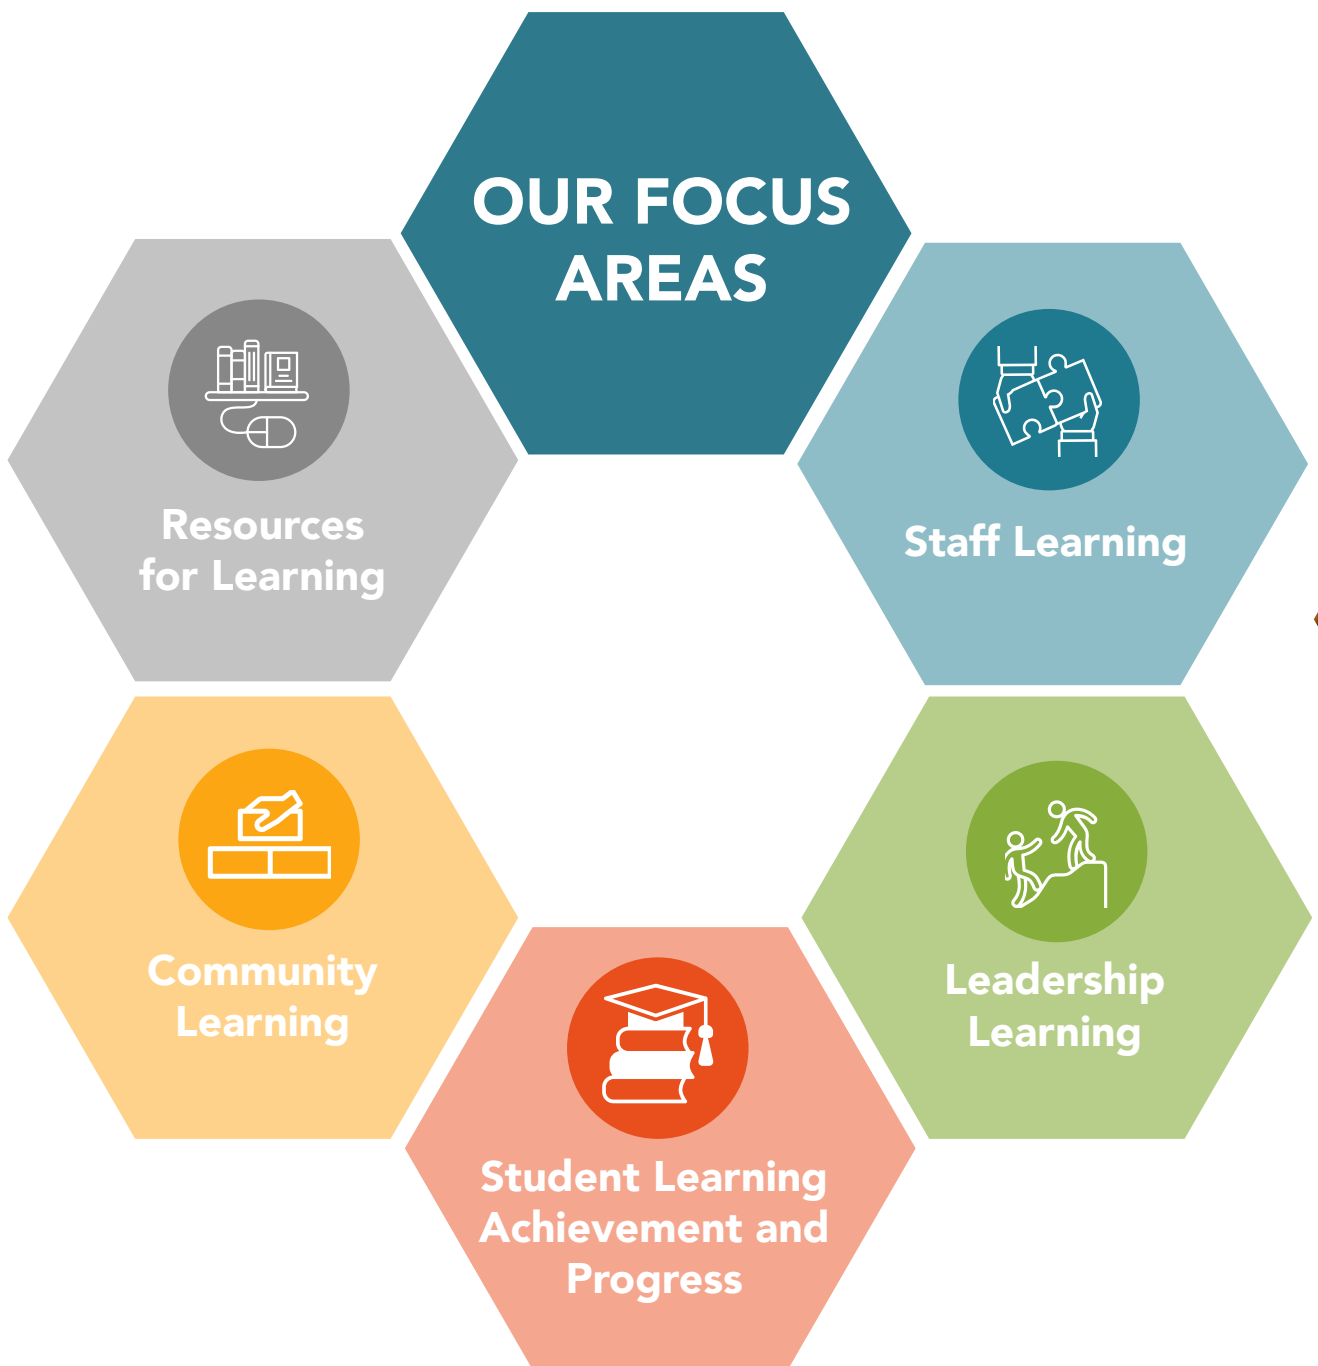 OUR FOCUS
AREAS
Resources
for Learning
Staff Learning
Community
Learning
Leadership
Learning
Student Learning
Achievement and
Progress